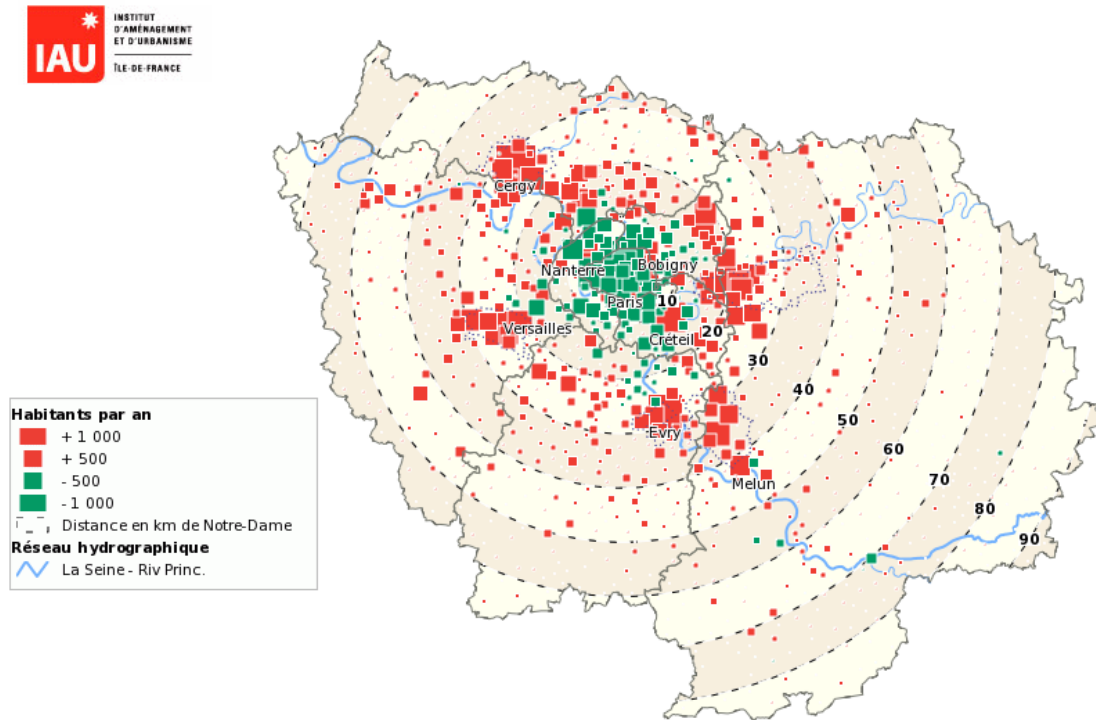 INSTITUT
D'AMÉNAGEMENT
ET D'URBANISME
IAU
ÎLE-DE-FRANCE
Cergy
Nanterre
Bobigny
Paris
10
Versailles
Créteil
20
30
40
50
60
70
80
90
Evry
Melun
Habitants par an
+ 1 000
+ 500
- 500
- 1 000
Distance en km de Notre-Dame
Réseau hydrographique
La Seine - Riv Princ.